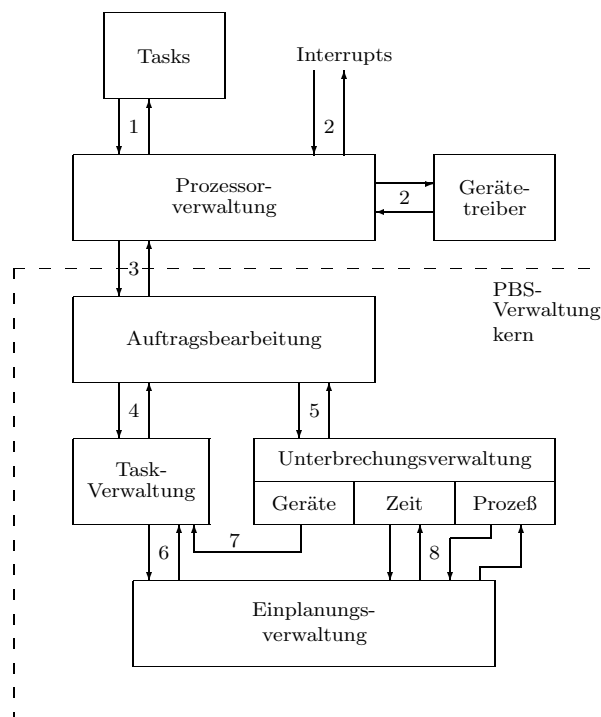 Tasks
Interrupts
1
2
Prozessor-
verwaltung
2
Geräte-
treiber
3
PBS-
Verwaltung
kern
Auftragsbearbeitung
4
5
Task-
Verwaltung
Unterbrechungsverwaltung
Geräte
Zeit
Prozeß
6
7
8
Einplanungs-
verwaltung